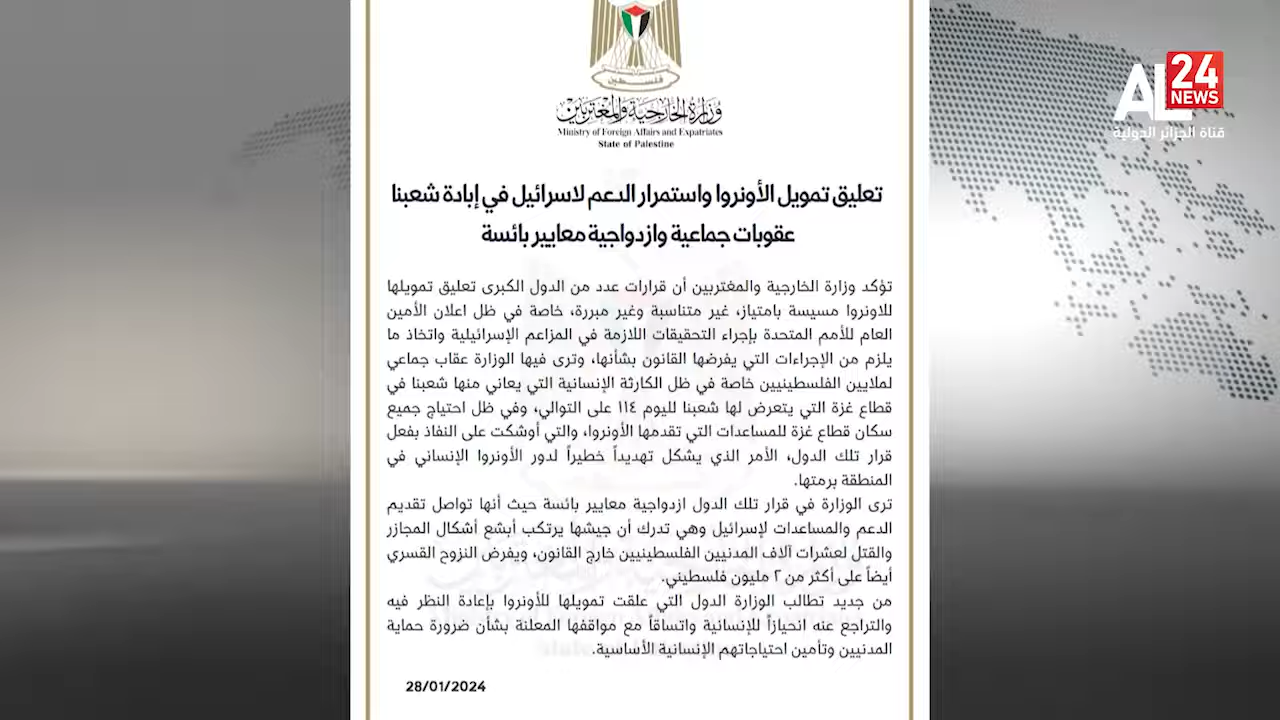 فلسطين
وزارة الخارجية والمغتربين
Ministry of Foreign Affairs and Expatriates
State of Palestine
AL
24
NEWS
قناة الجزائر الدولية
تعليق تمويل الأونروا واستمرار الدعم لاسرائيل في إبادة شعبنا
عقوبات جماعية وازدواجية معايير بائسة
تؤكد وزارة الخارجية والمغتربين أن قرارات عدد من الدول الكبرى تعليق تمويلها
للاونروا مسيسة بامتياز، غير متناسبة وغير مبررة، خاصة في ظل اعلان الأمين
العام للأمم المتحدة بإجراء التحقيقات اللازمة في المزاعم الإسرائيلية واتخاذ ما
يلزم من الإجراءات التي يفرضها القانون بشأنها، وترى فيها الوزارة عقاب جماعي
لملايين الفلسطينيين خاصة في ظل الكارثة الإنسانية التي يعاني منها شعبنا في
قطاع غزة التي يتعرض لها شعبنا لليوم ١١٤ على التوالي، وفي ظل احتياج جميع
سكان قطاع غزة للمساعدات التي تقدمها الأونروا، والتي أوشكت على النفاذ بفعل
قرار تلك الدول، الأمر الذي يشكل تهديداً خطيراً لدور الأونروا الإنساني في
المنطقة برمتها.
ترى الوزارة في قرار تلك الدول ازدواجية معايير بائسة حيث أنها تواصل تقديم
الدعم والمساعدات لإسرائيل وهي تدرك أن جيشها يرتكب أبشع أشكال المجازر
والقتل لعشرات آلاف المدنيين الفلسطينيين خارج القانون، ويفرض النزوح القسري
أيضاً على أكثر من ٢ مليون فلسطيني.
من جديد تطالب الوزارة الدول التي علقت تمويلها للأونروا بإعادة النظر فيه
والتراجع عنه انحيازاً للإنسانية واتساقاً مع مواقفها المعلنة بشأن ضرورة حماية
المدنيين وتأمين احتياجاتهم الإنسانية الأساسية.
28/01/2024